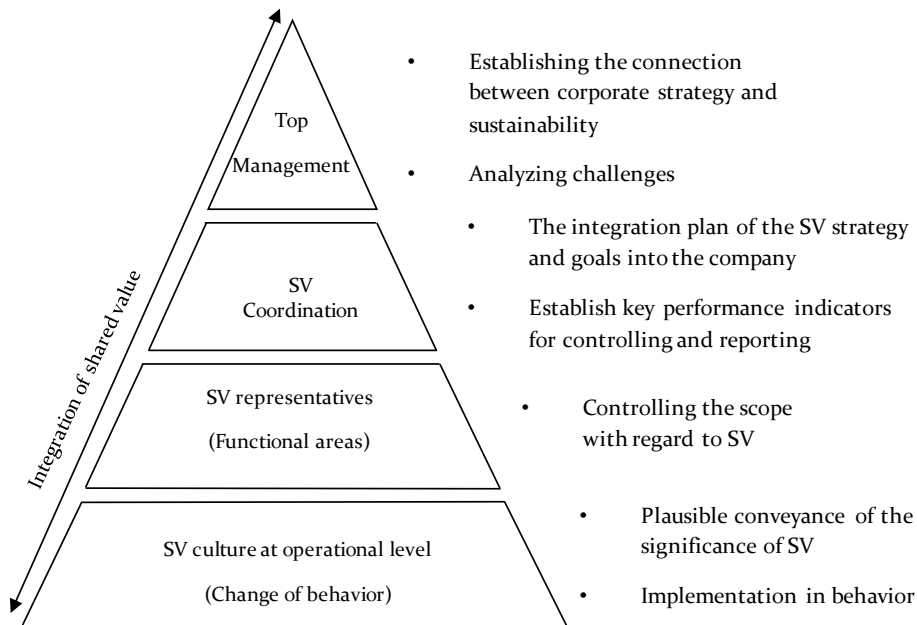 Integration of shared value
Top
Management
• Establishing the connection
between corporate strategy and
sustainability
• Analyzing challenges
SV
Coordination
• The integration plan of the SV strategy
and goals into the company
• Establish key performance indicators
for controlling and reporting
SV representatives
(Functional areas)
• Controlling the scope
with regard to SV
SV culture at operational level
(Change of behavior)
• Plausible conveyance of the
significance of SV
• Implementation in behavior